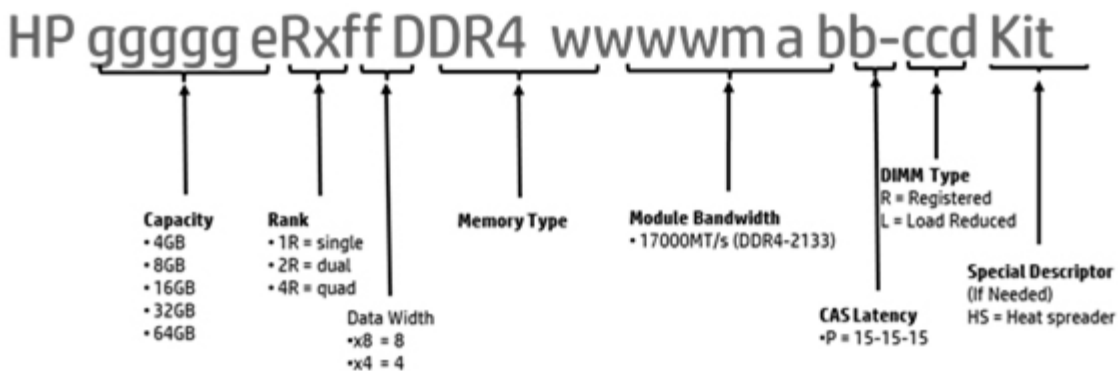 HP ggggg eRxff DDR4 wwwwm a bb-ccd Kit
Capacity
• 4GB
• 8GB
• 16GB
• 32GB
• 64GB
Rank
• 1R = single
• 2R = dual
• 4R = quad
Data Width
•x8 = 8
•x4 = 4
Memory Type
Module Bandwidth
• 17000MT/s (DDR4-2133)
CAS Latency
•P = 15-15-15
DIMM Type
R = Registered
L = Load Reduced
Special Descriptor
(If Needed)
HS = Heat spreader